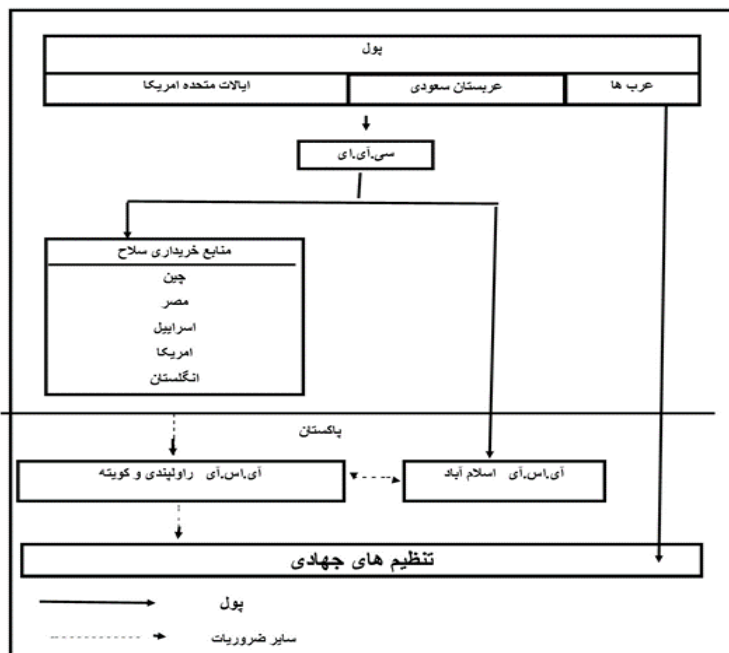 پول
عرب ها
عربستان سعودی
ایالات متحده امریکا
سی.آی.ای
منابع خریداری سلاح
چین
مصر
اسراییل
امریکا
انگلستان
پاکستان
آی.اس.آی اسلام آباد
آی.اس.آی راولپندی و کویته
تنظیم های جهادی
پول
سایر ضروریات